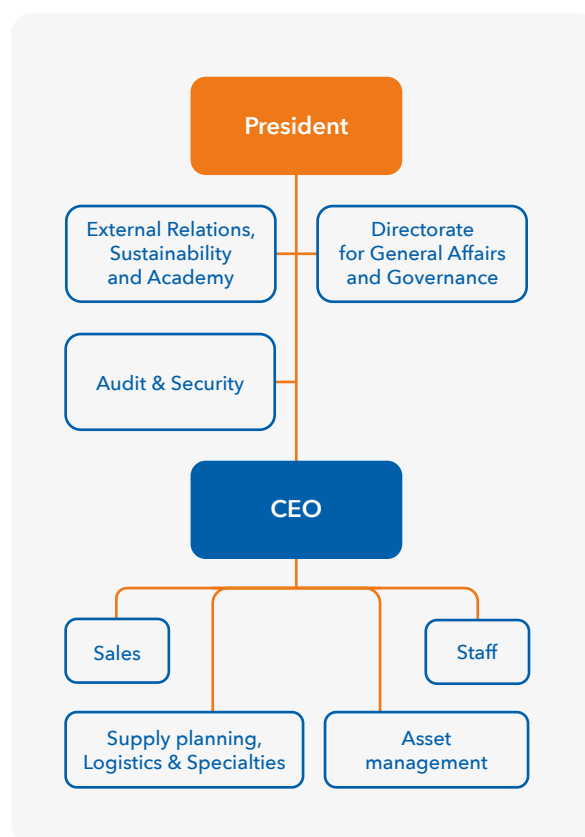 President
External Relations,
Sustainability
and Academy
Directorate
for General Affairs
and Governance
Audit & Security
CEO
Sales
Staff
Supply planning,
Logistics & Specialties
Asset
management